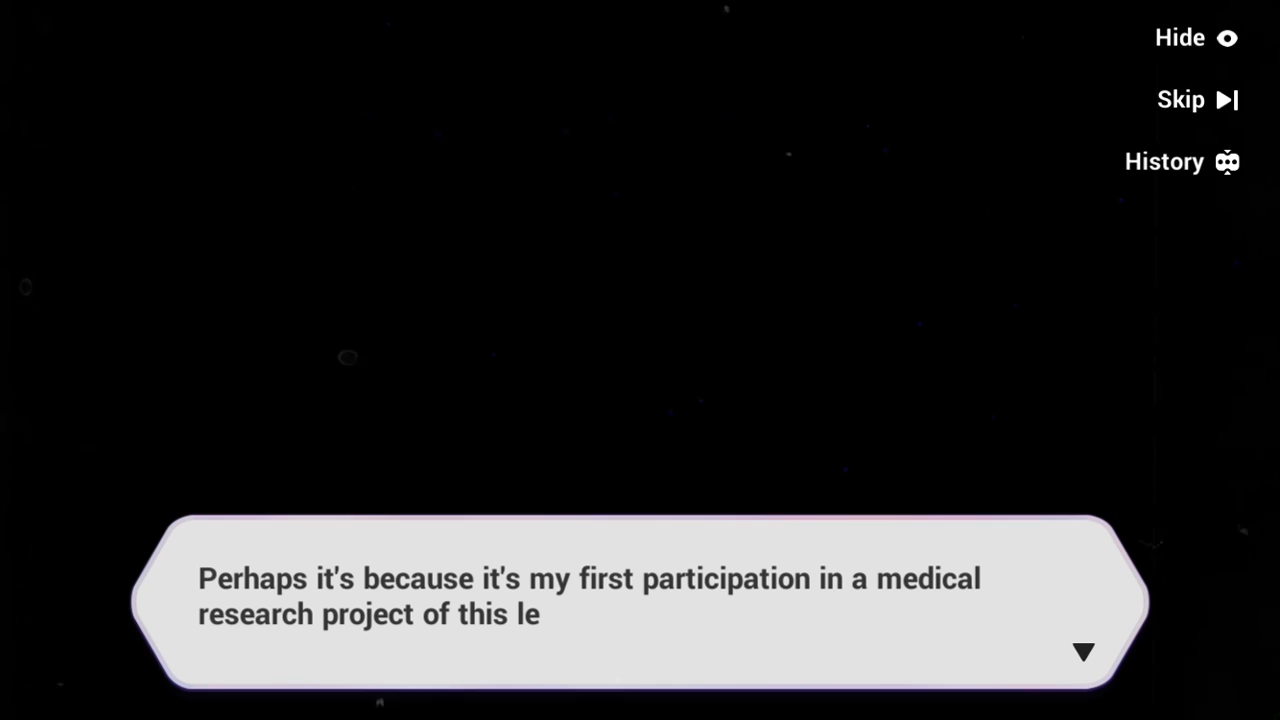 Hide
Skip
History
Perhaps it's because it's my first participation in a medical
research project of this le